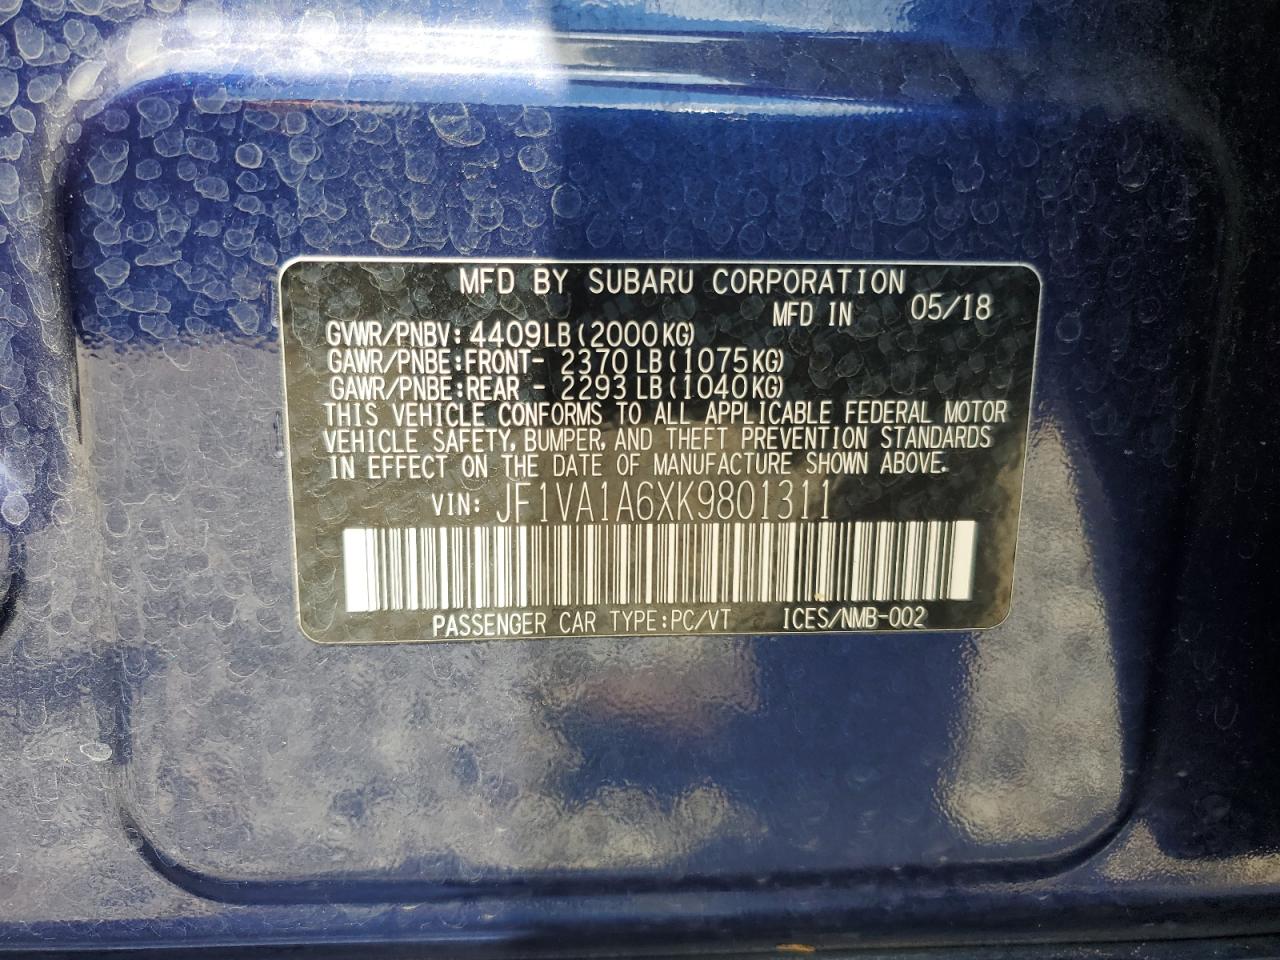 MFD BY SUBARU CORPORATION
MFD IN 05/18
GVWR/PNBV: 4409LB(2000KG)
GAWR/PNBE:FRONT- 2370 LB(1075KG)
GAWR/PNBE:REAR - 2293 LB(1040KG)
THIS VEHICLE CONFORMS TO ALL APPLICABLE FEDERAL MOTOR
VEHICLE SAFETY, BUMPER, AND THEFT PREVENTION STANDARDS
IN EFFECT ON THE DATE OF MANUFACTURE SHOWN ABOVE.
VIN: JF1VA1A6XK9801311
PASSENGER CAR TYPE:PC/VT ICES/NMB-002